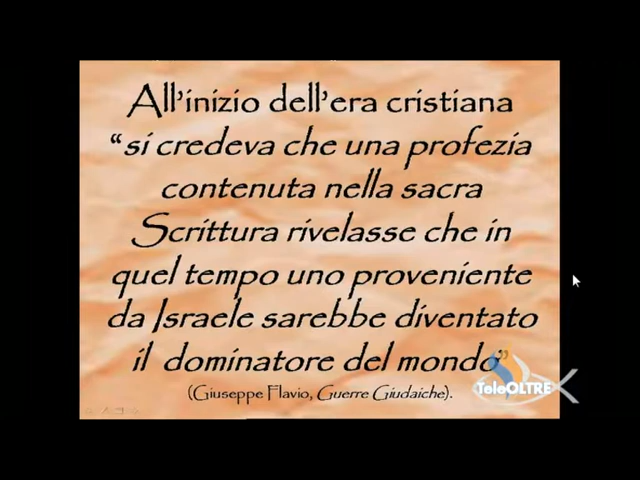 All'inizio dell'era cristiana
“si credeva che una profezia
contenuta nella sacra
Scrittura rivelasse che in
quel tempo uno proveniente
da Israele sarebbe diventato
il dominatore del mondo”
(Giuseppe Flavio, Guerre Giudaiche).
TeleOLTRE